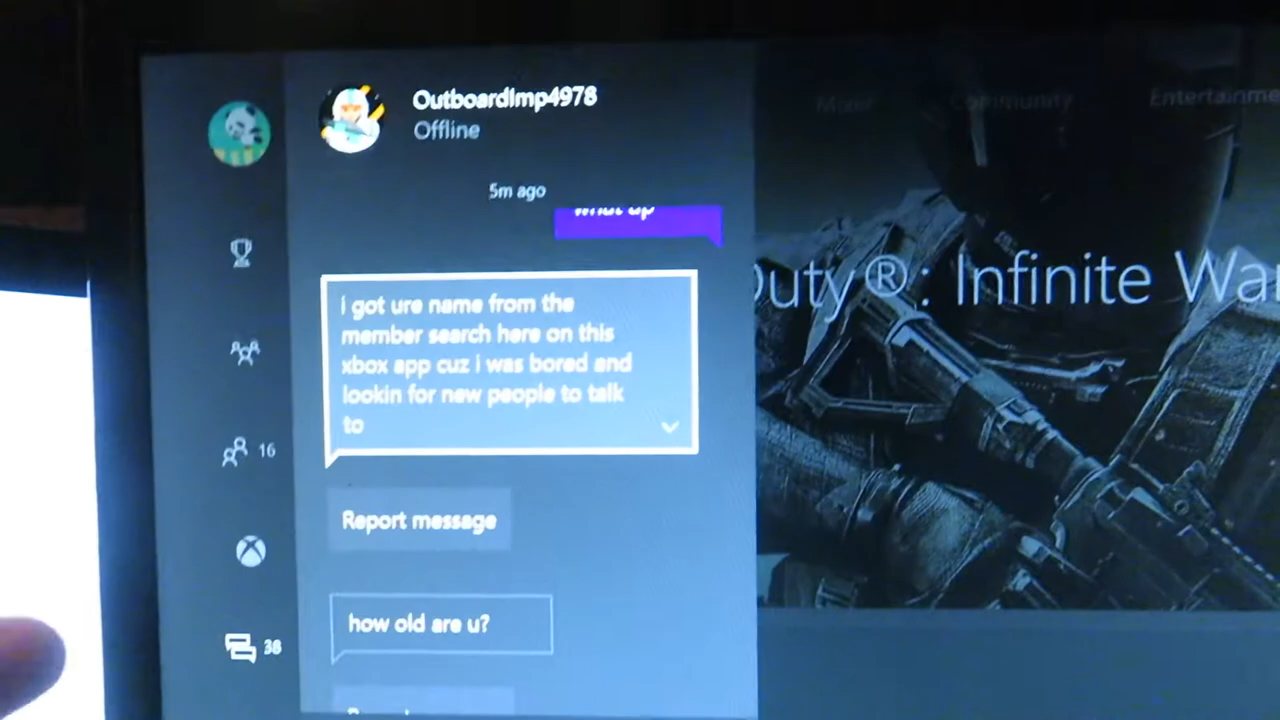 OutboardImp4978
Offline
Community
Entertainme
5m ago
what up
Duty®: Infinite Wa
i got ure name from the
member search here on this
xbox app cuz i was bored and
lookin for new people to talk
to
16
Report message
how old are u?
38